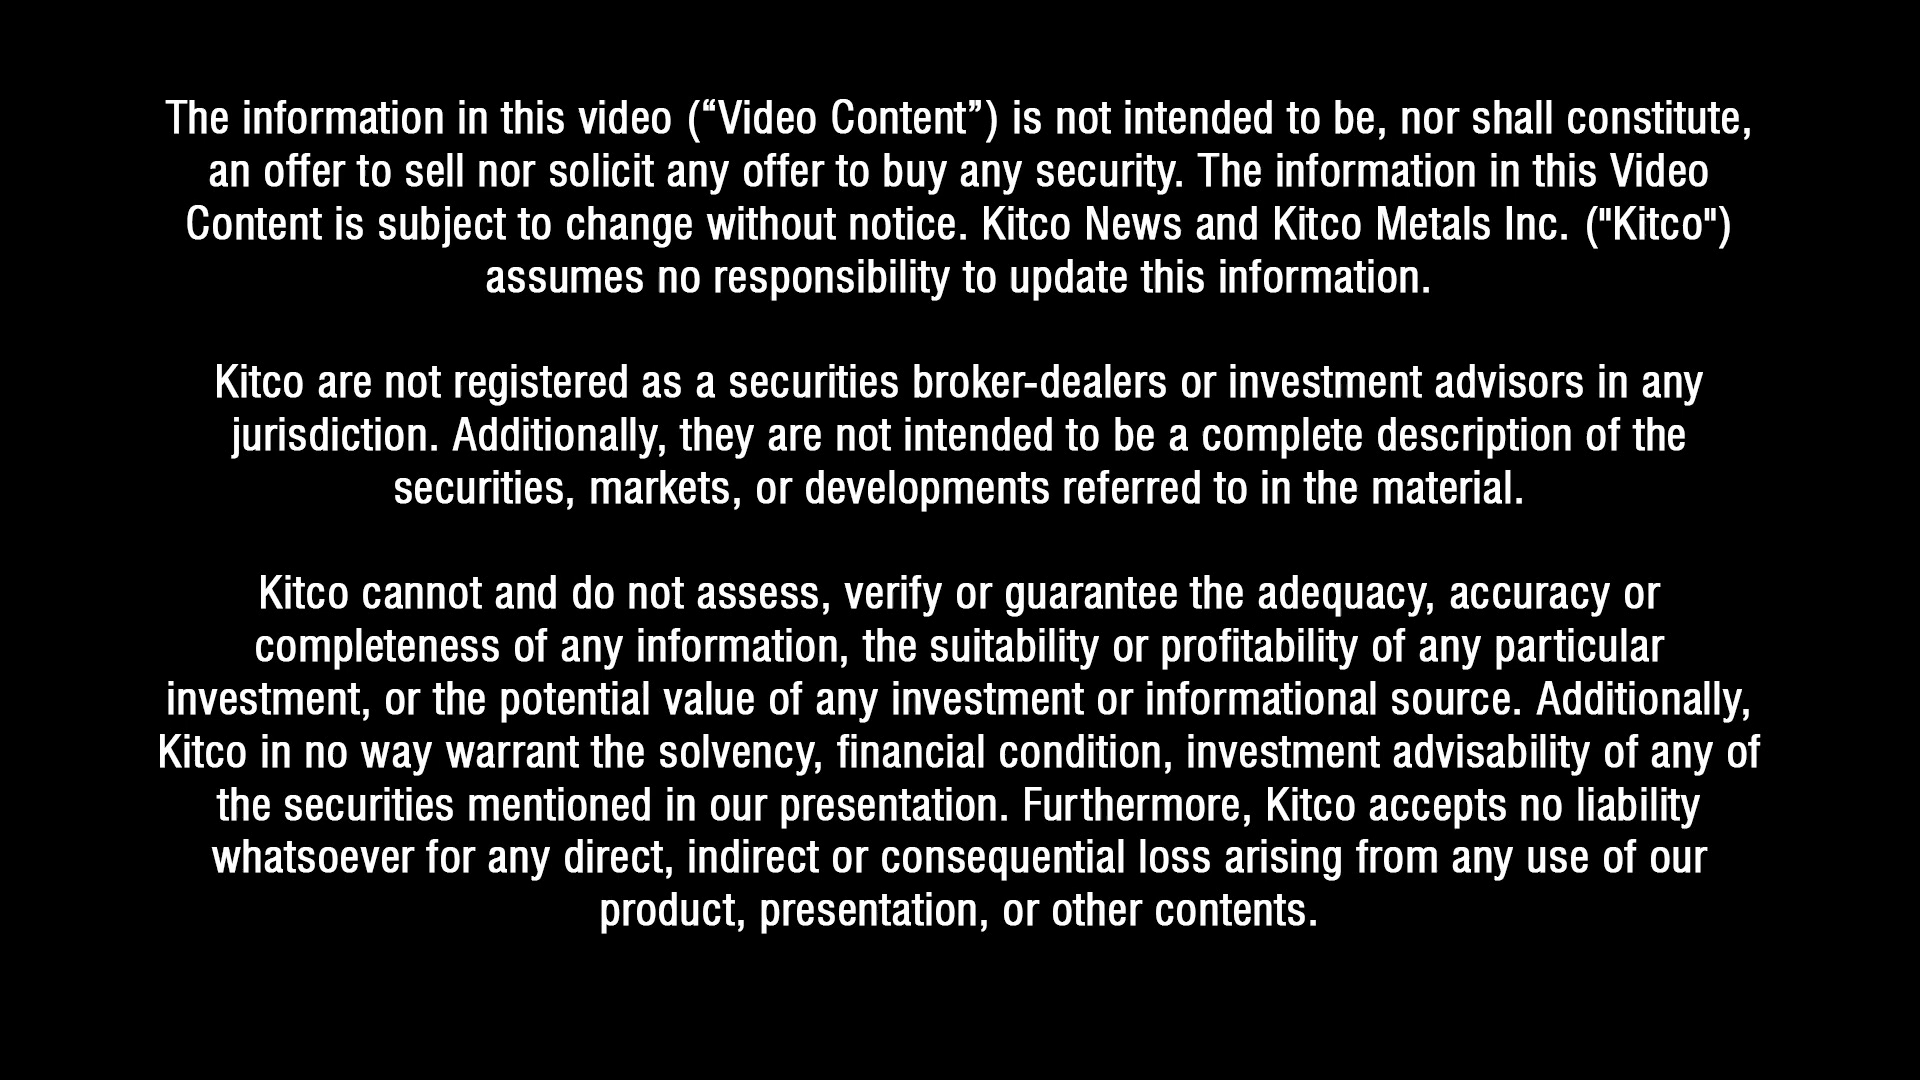 The information in this video (“Video Content”) is not intended to be, nor shall constitute,
an offer to sell nor solicit any offer to buy any security. The information in this Video
Content is subject to change without notice. Kitco News and Kitco Metals Inc. ("Kitco")
assumes no responsibility to update this information.
Kitco are not registered as a securities broker-dealers or investment advisors in any
jurisdiction. Additionally, they are not intended to be a complete description of the
securities, markets, or developments referred to in the material.
Kitco cannot and do not assess, verify or guarantee the adequacy, accuracy or
completeness of any information, the suitability or profitability of any particular
investment, or the potential value of any investment or informational source. Additionally,
Kitco in no way warrant the solvency, financial condition, investment advisability of any of
the securities mentioned in our presentation. Furthermore, Kitco accepts no liability
whatsoever for any direct, indirect or consequential loss arising from any use of our
product, presentation, or other contents.